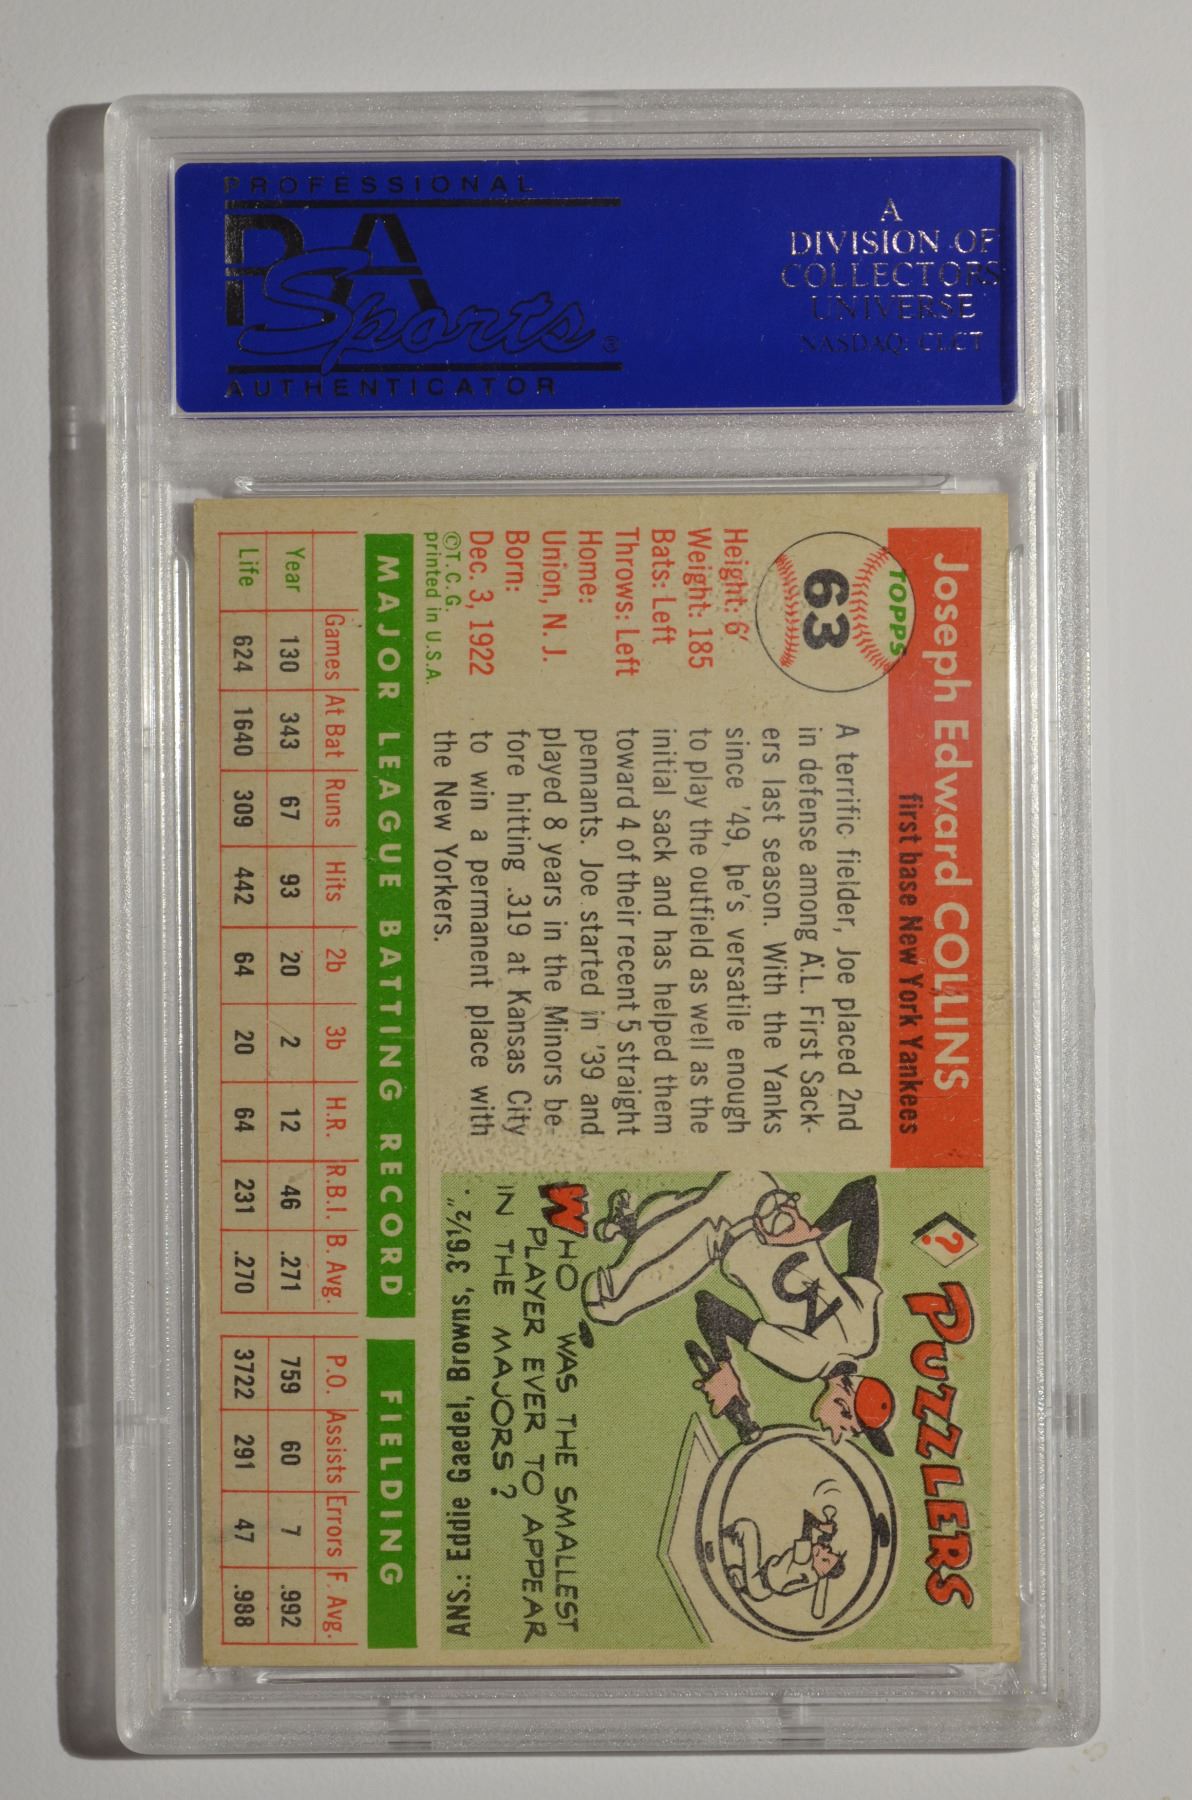 PROFESSIONAL
PSA
Sports®
AUTHENTICATOR
A
DIVISION OF
COLLECTORS
UNIVERSE
NASDAQ: CLCT
Joseph Edward COLLINS
first base New York Yankees
TOPPS
63
Height: 6'
Weight: 185
Bats: Left
Throws: Left
Home:
Union, N. J.
Born:
Dec. 3, 1922
©T. C. G.
printed in U.S.A.
A terrific fielder, Joe placed 2nd
in defense among A.L. First Sack-
ers last season. With the Yanks
since '49, he's versatile enough
to play the outfield as well as the
initial sack and has helped them
toward 4 of their recent 5 straight
pennants. Joe started in '39 and
played 8 years in the Minors be-
fore hitting .319 at Kansas City
to win a permanent place with
the New Yorkers.
? PUZZLERS
WHO WAS THE SMALLEST
PLAYER EVER TO APPEAR
IN THE MAJORS?
ANS.: Eddie Gaedel, Browns, 3'6½".
MAJOR LEAGUE BATTING RECORD FIELDING
Games At Bat Runs Hits 2b 3b H.R. R.B.I. B. Avg. P.O. Assists Errors F. Avg.
Year 130 343 67 93 20 2 12 46 .271 759 60 7 .992
Life 624 1640 309 442 64 20 64 231 .270 3722 291 47 .988